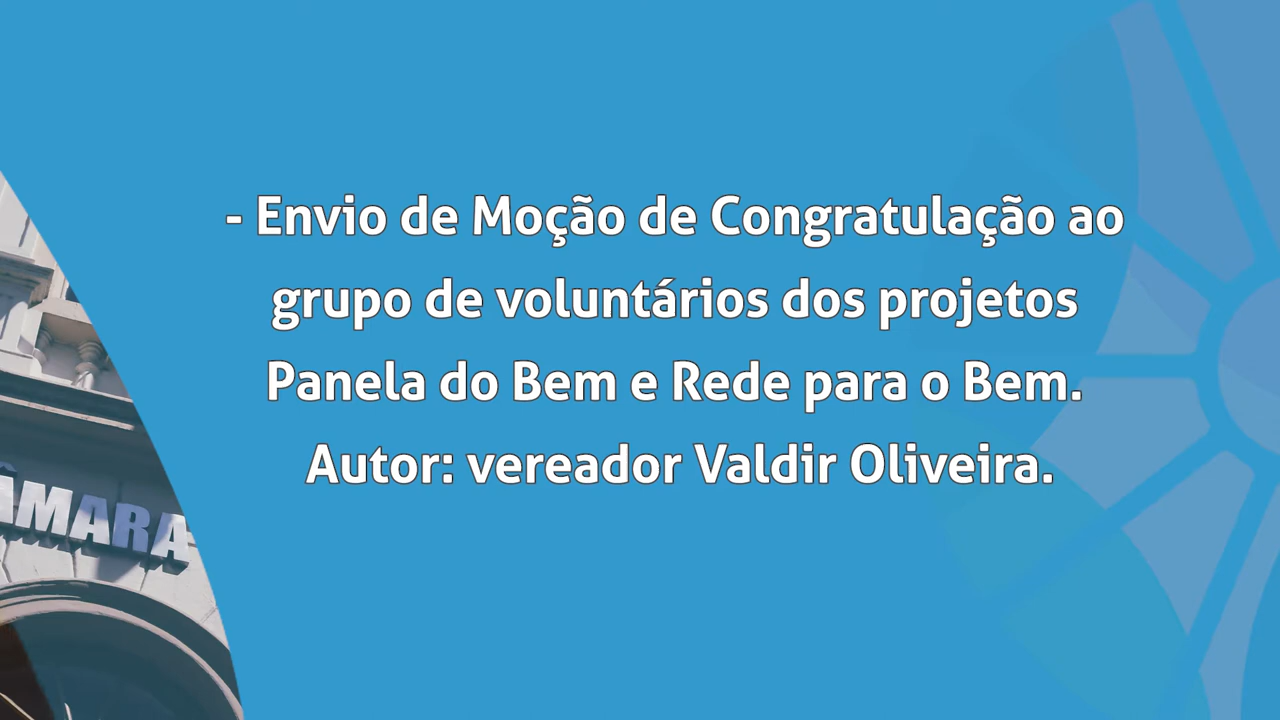 - Envio de Moção de Congratulação ao
grupo de voluntários dos projetos
Panela do Bem e Rede para o Bem.
Autor: vereador Valdir Oliveira.
CÂMARA